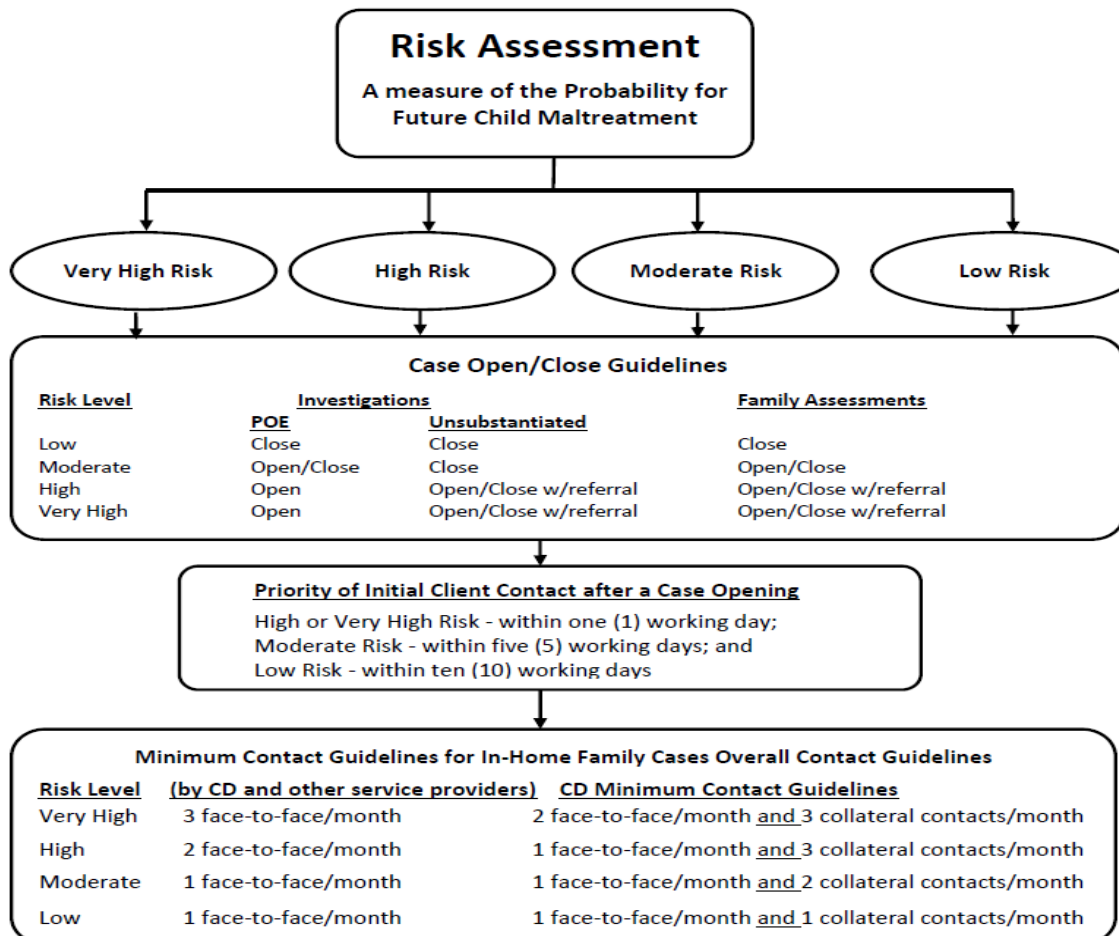 Risk Assessment
A measure of the Probability for
Future Child Maltreatment
Very High Risk
High Risk
Moderate Risk
Low Risk
Case Open/Close Guidelines
Risk Level Investigations Family Assessments
POE Unsubstantiated
Low Close Close Close
Moderate Open/Close Close Open/Close
High Open Open/Close w/referral Open/Close w/referral
Very High Open Open/Close w/referral Open/Close w/referral
Priority of Initial Client Contact after a Case Opening
High or Very High Risk - within one (1) working day;
Moderate Risk - within five (5) working days; and
Low Risk - within ten (10) working days
Minimum Contact Guidelines for In-Home Family Cases Overall Contact Guidelines
Risk Level (by CD and other service providers) CD Minimum Contact Guidelines
Very High 3 face-to-face/month 2 face-to-face/month and 3 collateral contacts/month
High 2 face-to-face/month 1 face-to-face/month and 3 collateral contacts/month
Moderate 1 face-to-face/month 1 face-to-face/month and 2 collateral contacts/month
Low 1 face-to-face/month 1 face-to-face/month and 1 collateral contacts/month